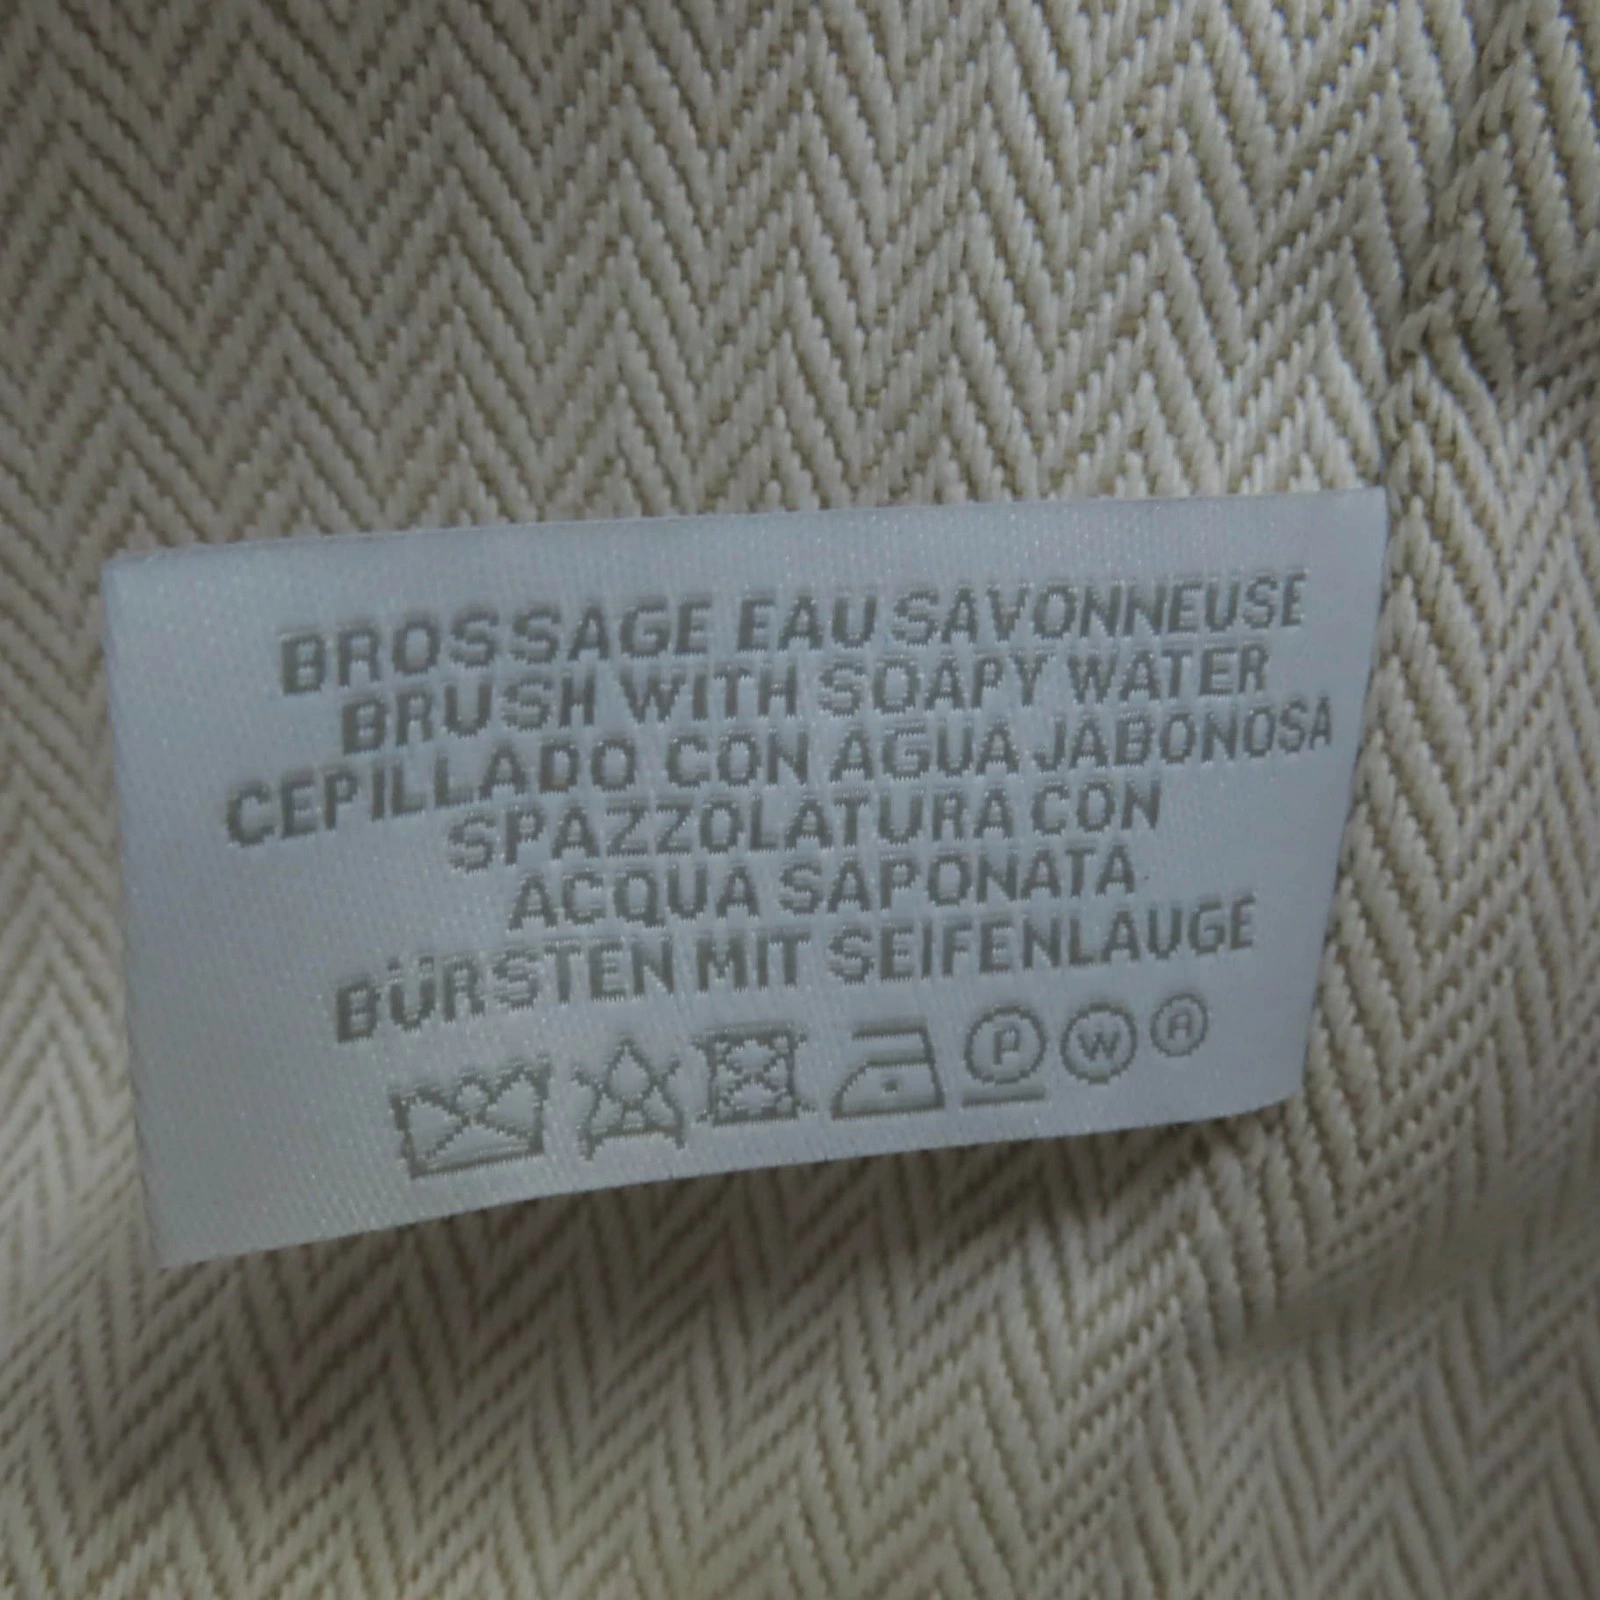 BROSSAGE EAU SAVONNEUSE
BRUSH WITH SOAPY WATER
CEPILLADO CON AGUA JABONOSA
SPAZZOLATURA CON
ACQUA SAPONATA
BÜRSTEN MIT SEIFENLAUGE
P W A